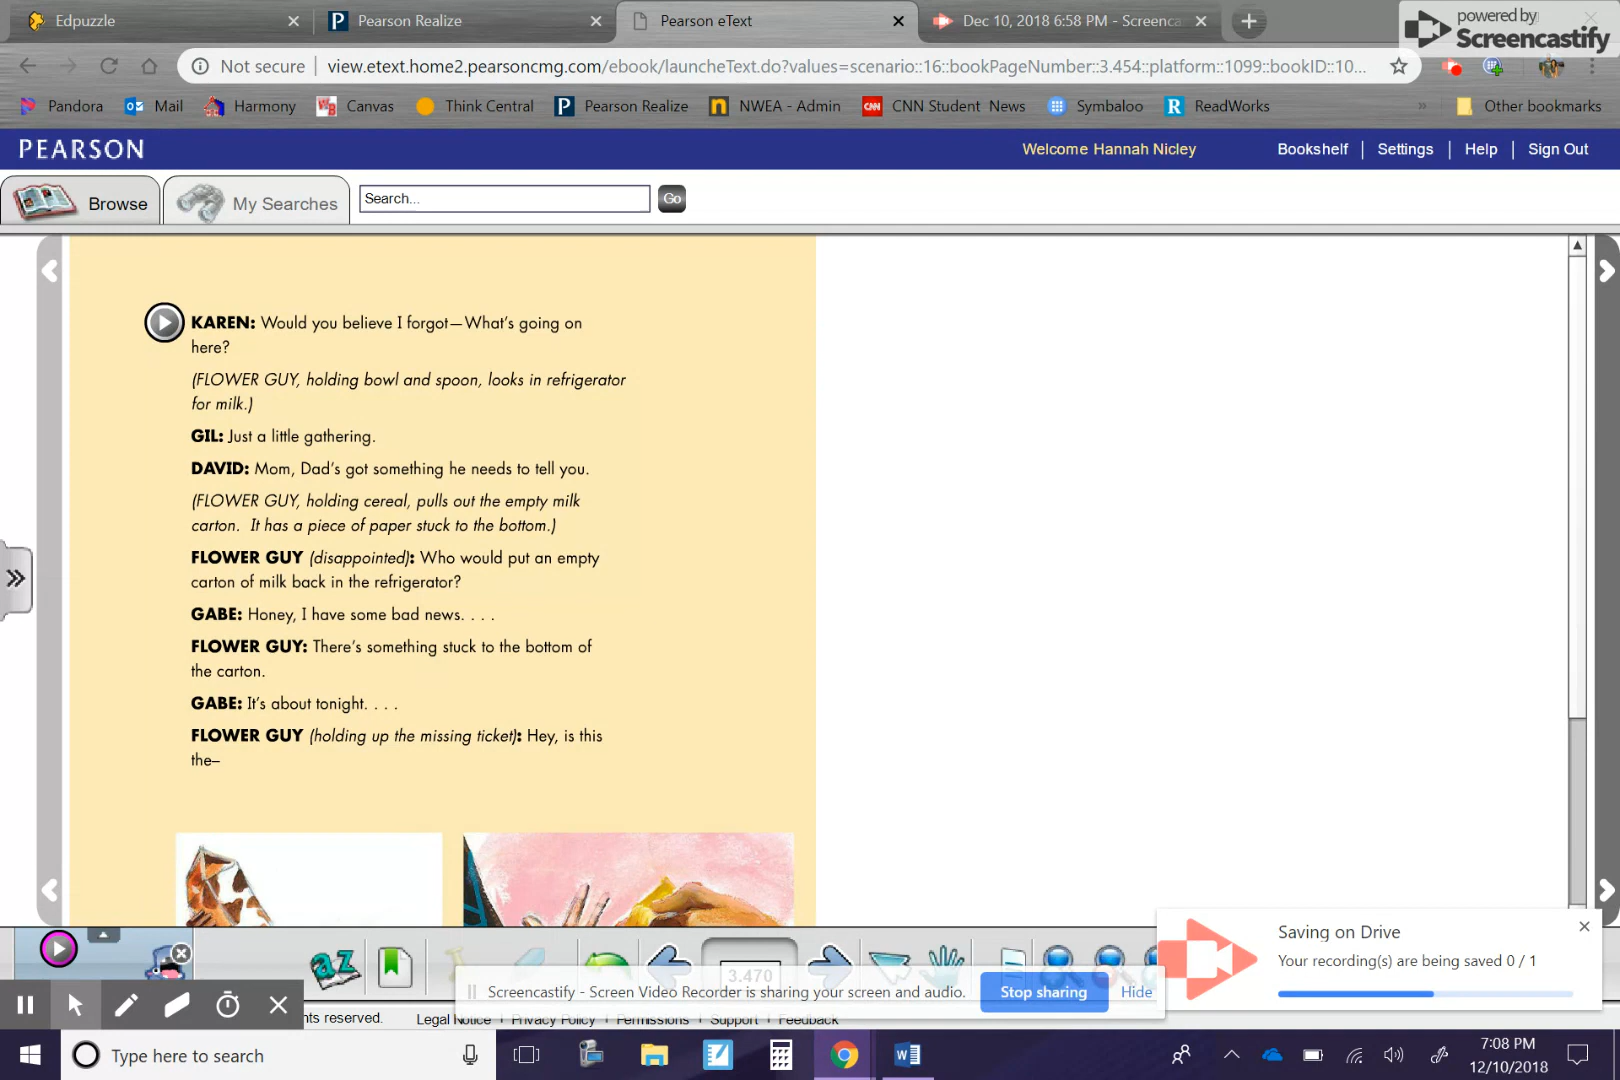 Edpuzzle
Pearson Realize
Pearson eText
Dec 10, 2018 6:58 PM - Screenca
powered by
Screencastify
Not secure
view.etext.home2.pearsoncmg.com/ebook/launcheText.do?values=scenario::16::bookPageNumber::3.454::platform::1099::bookID::10...
Pandora
Mail
Harmony
Canvas
Think Central
Pearson Realize
NWEA - Admin
CNN Student News
Symbaloo
ReadWorks
Other bookmarks
PEARSON
Welcome Hannah Nicley
Bookshelf | Settings | Help | Sign Out
Browse
My Searches
Search...
Go
KAREN: Would you believe I forgot—What's going on
here?
(FLOWER GUY, holding bowl and spoon, looks in refrigerator
for milk.)
GIL: Just a little gathering.
DAVID: Mom, Dad's got something he needs to tell you.
(FLOWER GUY, holding cereal, pulls out the empty milk
carton. It has a piece of paper stuck to the bottom.)
FLOWER GUY (disappointed): Who would put an empty
carton of milk back in the refrigerator?
GABE: Honey, I have some bad news. . . .
FLOWER GUY: There's something stuck to the bottom of
the carton.
GABE: It's about tonight. . . .
FLOWER GUY (holding up the missing ticket): Hey, is this
the–
Saving on Drive
Your recording(s) are being saved 0 / 1
3.470
Screencastify - Screen Video Recorder is sharing your screen and audio.
Stop sharing
Hide
nts reserved.
Legal Notice | Privacy Policy | Permissions | Support | Feedback
Type here to search
7:08 PM
12/10/2018